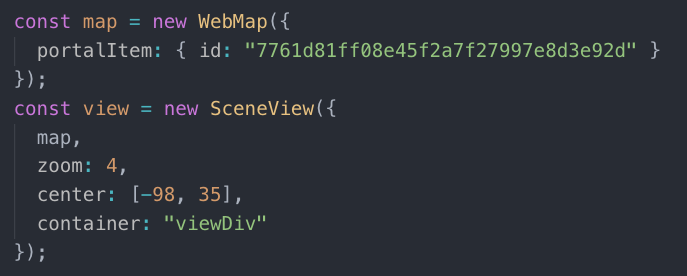 const map = new WebMap({
  portalItem: { id: "7761d81ff08e45f2a7f27997e8d3e92d" }
});
const view = new SceneView({
  map,
  zoom: 4,
  center: [-98, 35],
  container: "viewDiv"
});